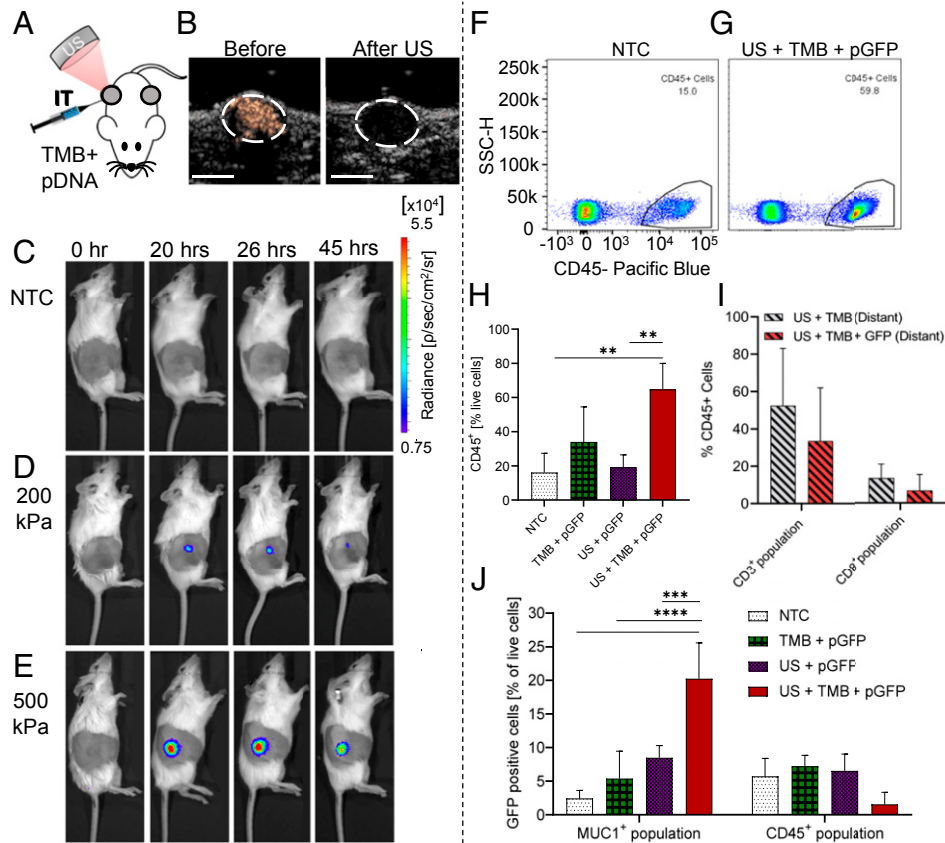 A
US
IT
TMB+
pDNA
B
Before
After US
[x10⁴]
5.5
Radiance [p/sec/cm²/sr]
0.75
C
0 hr
20 hrs
26 hrs
45 hrs
NTC
D
200
kPa
E
500
kPa
F
NTC
CD45+ Cells
15.0
250k
200k
150k
100k
50k
0
SSC-H
-10³
0
10³
10⁴
10⁵
CD45- Pacific Blue
G
US + TMB + pGFP
CD45+ Cells
59.8
H
**
**
100
80
60
40
20
0
CD45⁺ [% live cells]
NTC
TMB + pGFP
US + pGFP
US + TMB + pGFP
I
US + TMB (Distant)
US + TMB + GFP (Distant)
100
80
60
40
20
0
% CD45+ Cells
CD3⁺ population
CD8⁺ population
J
***
****
30
25
20
15
10
5
0
GFP positive cells [% of live cells]
NTC
TMB + pGFP
US + pGFP
US + TMB + pGFP
MUC1⁺ population
CD45⁺ population